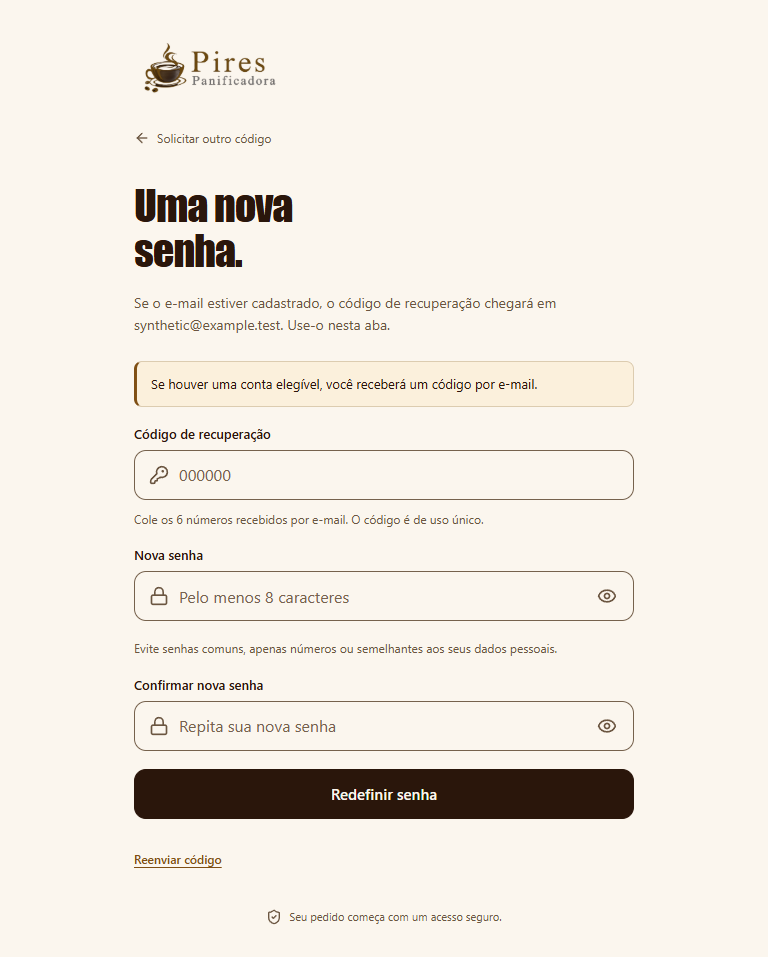 Pires
Panificadora
Solicitar outro código
Uma nova
senha.
Se o e-mail estiver cadastrado, o código de recuperação chegará em
synthetic@example.test. Use-o nesta aba.
Se houver uma conta elegível, você receberá um código por e-mail.
Código de recuperação
000000
Cole os 6 números recebidos por e-mail. O código é de uso único.
Nova senha
Pelo menos 8 caracteres
Evite senhas comuns, apenas números ou semelhantes aos seus dados pessoais.
Confirmar nova senha
Repita sua nova senha
Redefinir senha
Reenviar código
Seu pedido começa com um acesso seguro.